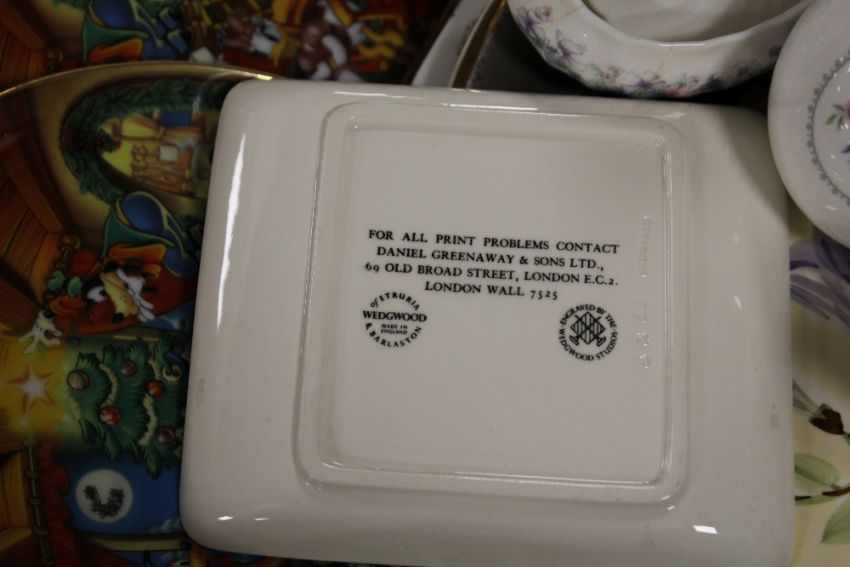 FOR ALL PRINT PROBLEMS CONTACT
DANIEL GREENAWAY & SONS LTD.,
69 OLD BROAD STREET, LONDON E.C.2.
LONDON WALL 7525
of ETRURIA
WEDGWOOD
MADE IN
ENGLAND
& BARLASTON
ENGRAVED BY THE
WEDGWOOD STUDIOS